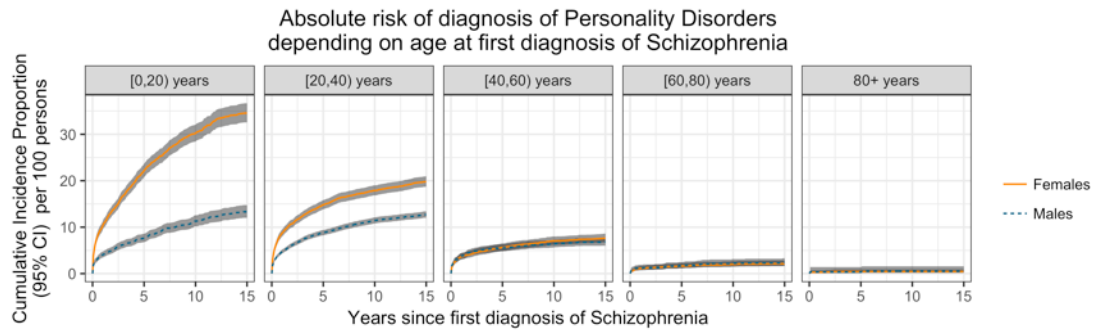 Absolute risk of diagnosis of Personality Disorders
depending on age at first diagnosis of Schizophrenia
Cumulative Incidence Proportion
(95% CI)  per 100 persons
[0,20) years
[20,40) years
[40,60) years
[60,80) years
80+ years
30
20
10
0
0 5 10 15
0 5 10 15
0 5 10 15
0 5 10 15
0 5 10 15
Years since first diagnosis of Schizophrenia
Females
Males